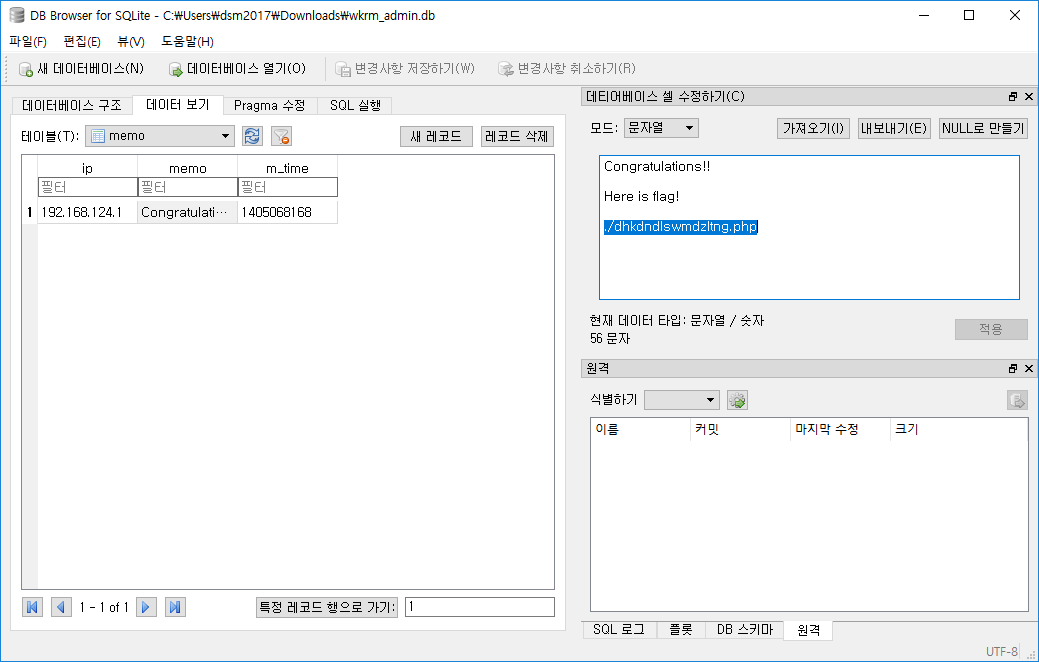 DB Browser for SQLite - C:₩Users₩dsm2017₩Downloads₩wkrm_admin.db
파일(F) 편집(E) 뷰(V) 도움말(H)
새 데이터베이스(N) 데이터베이스 열기(O) 변경사항 저장하기(W) 변경사항 취소하기(R)
데이터베이스 구조 데이터 보기 Pragma 수정 SQL 실행
테이블(T): memo 새 레코드 레코드 삭제
ip memo m_time
필터 필터 필터
1 192.168.124.1 Congratulati··· 1405068168
1 - 1 of 1 특정 레코드 행으로 가기: 1
데티어베이스 셀 수정하기(C)
모드: 문자열 가져오기(I) 내보내기(E) NULL로 만들기
Congratulations!!
Here is flag!
./dhkdndlswmdzltng.php
현재 데이터 타입: 문자열 / 숫자
56 문자
적용
원격
식별하기
이름 커밋 마지막 수정 크기
SQL 로그 플롯 DB 스키마 원격
UTF-8